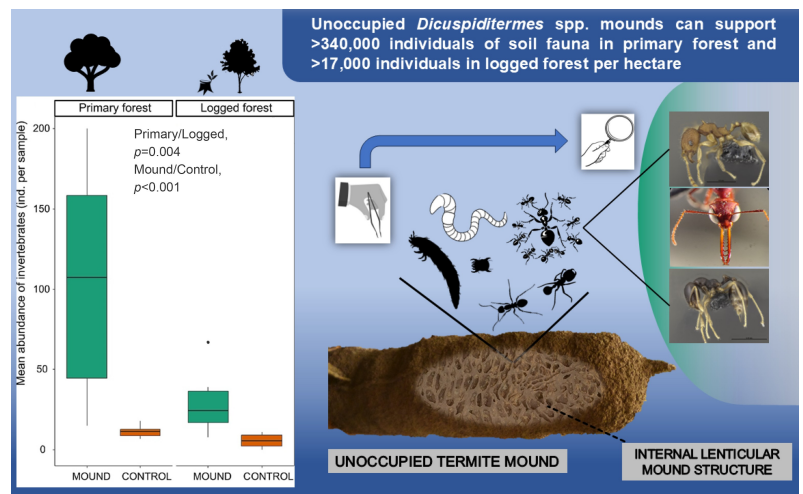 Unoccupied Dicuspiditermes spp. mounds can support
>340,000 individuals of soil fauna in primary forest and
>17,000 individuals in logged forest per hectare
Primary forest
Logged forest
Primary/Logged,
p=0.004
Mound/Control,
p<0.001
Mean abundance of invertebrates (ind. per sample)
200
150
100
50
0
MOUND
CONTROL
MOUND
CONTROL
UNOCCUPIED TERMITE MOUND
INTERNAL LENTICULAR
MOUND STRUCTURE